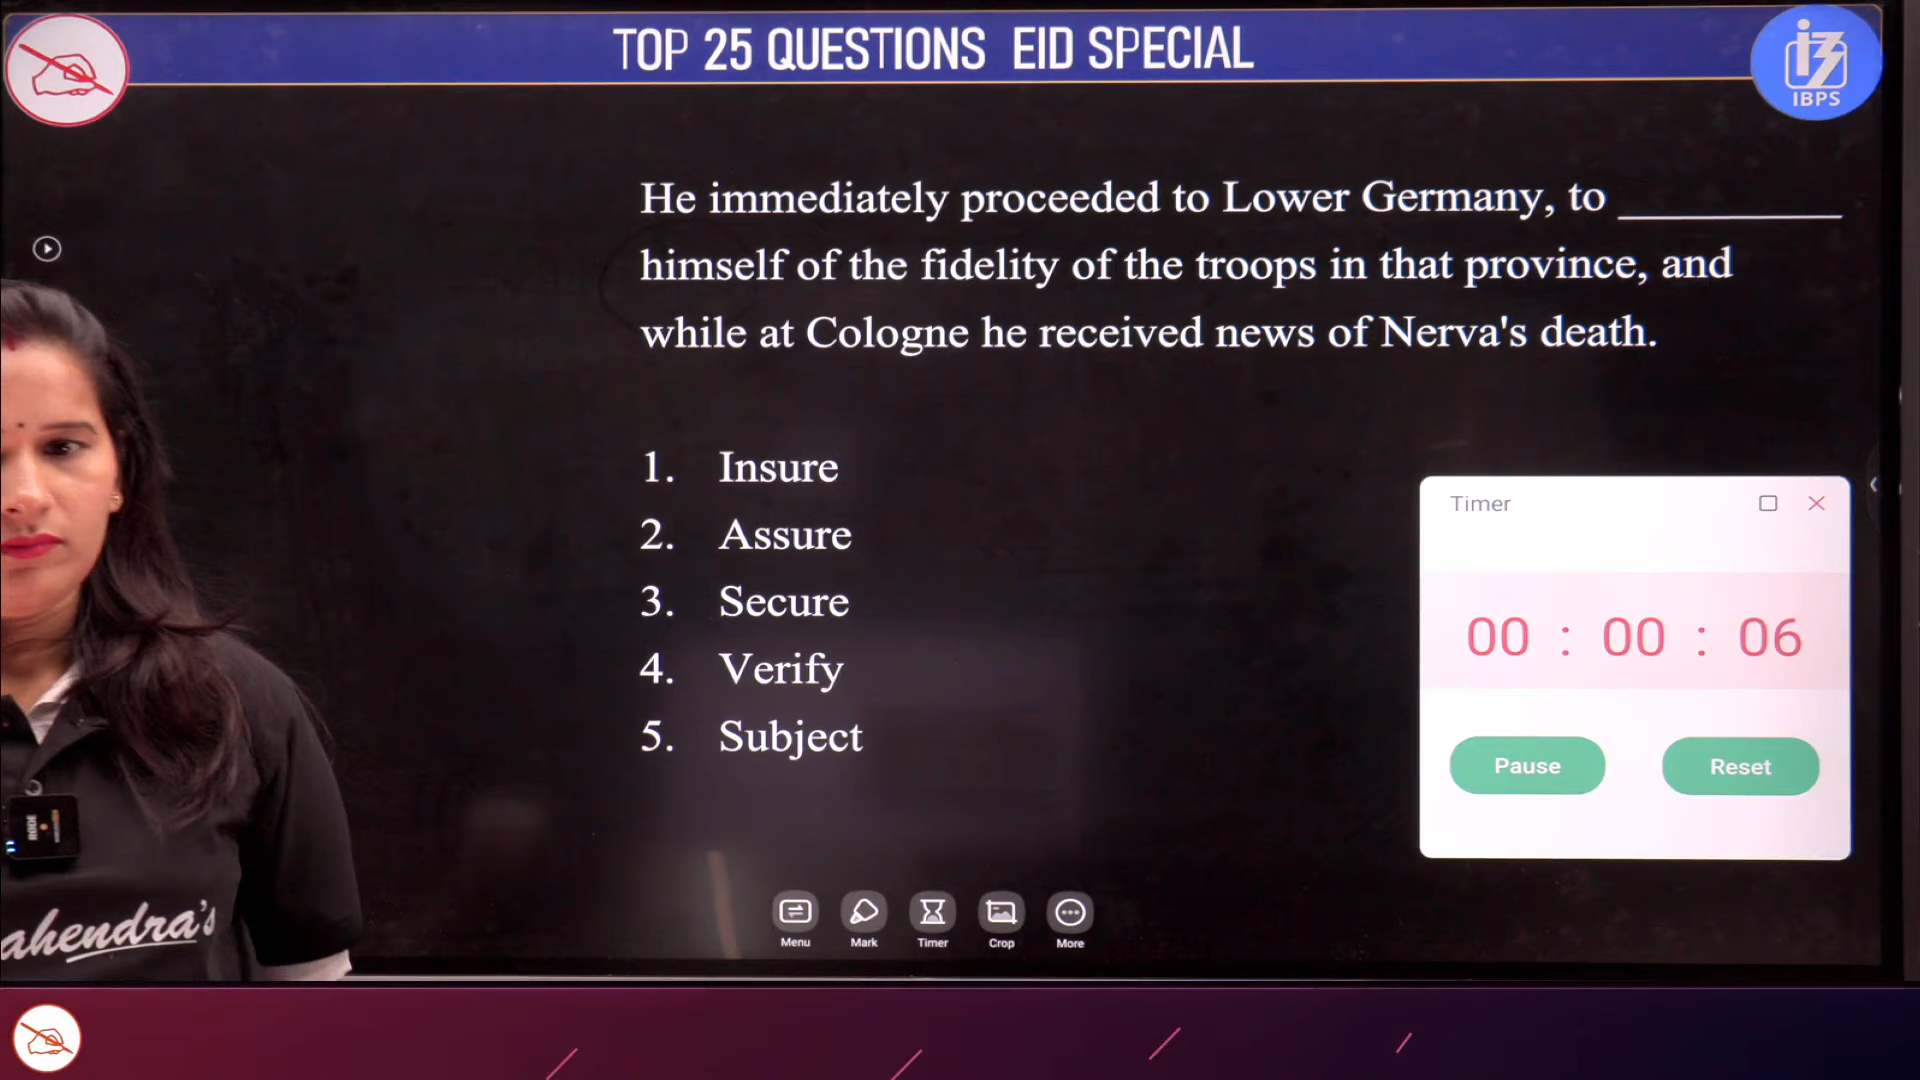 TOP 25 QUESTIONS EID SPECIAL
IBPS
He immediately proceeded to Lower Germany, to __________
himself of the fidelity of the troops in that province, and
while at Cologne he received news of Nerva's death.
1. Insure
2. Assure
3. Secure
4. Verify
5. Subject
Timer
00 : 00 : 06
Pause
Reset
Menu
Mark
Timer
Crop
More
RODE
ahendra's